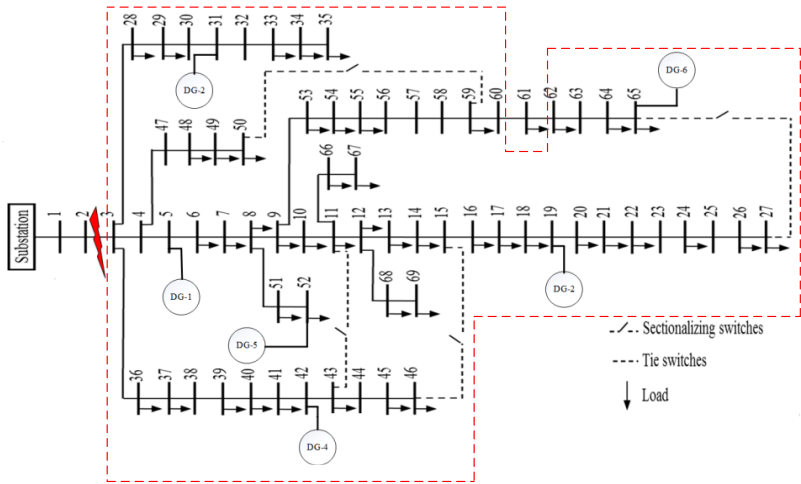 28 29 30 31 32 33 34 35
DG-2
DG-6
53 54 55 56 57 58 59 60 61 62 63 64 65
47 48 49 50
66 67
Substation
1 2 3 4 5 6 7 8 9 10 11 12 13 14 15 16 17 18 19 20 21 22 23 24 25 26 27
DG-1
51 52
68 69
DG-2
DG-5
Sectionalizing switches
Tie switches
36 37 38 39 40 41 42 43 44 45 46
Load
DG-4